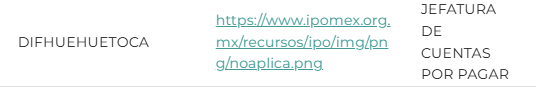 DIFHUEHUETOCA
https://www.ipomex.org.
mx/recursos/ipo/img/pn
g/noaplica.png
JEFATURA
DE
CUENTAS
POR PAGAR